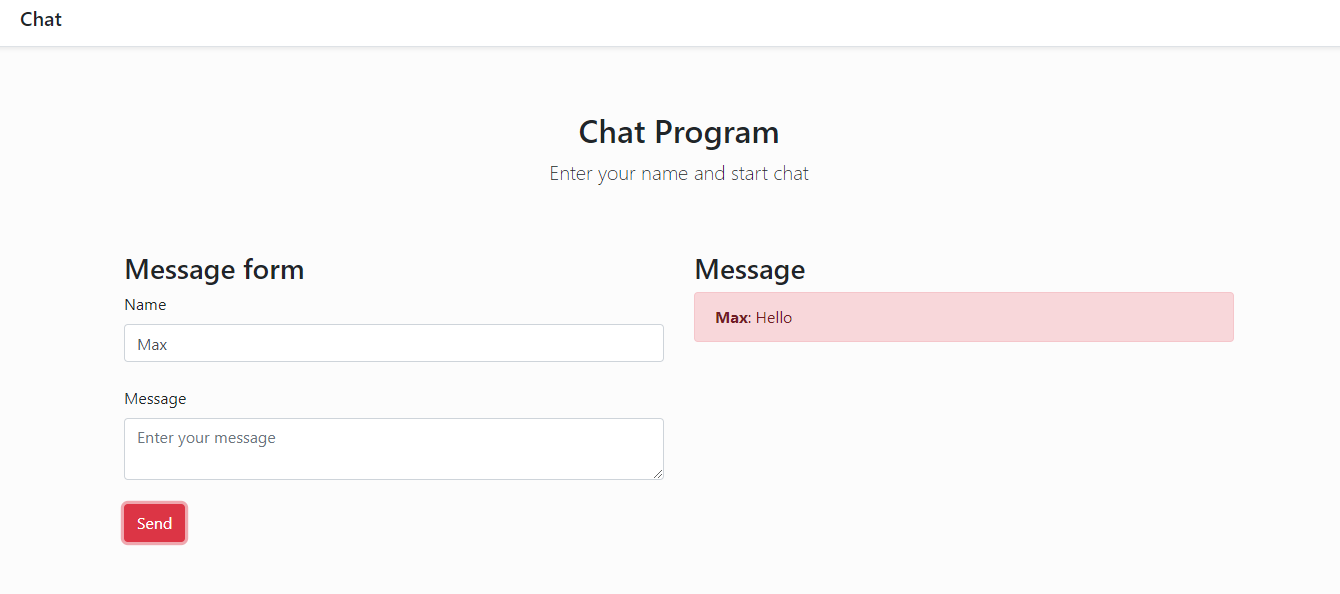 Chat
Chat Program
Enter your name and start chat
Message form
Name
Max
Message
Enter your message
Send
Message
Max: Hello